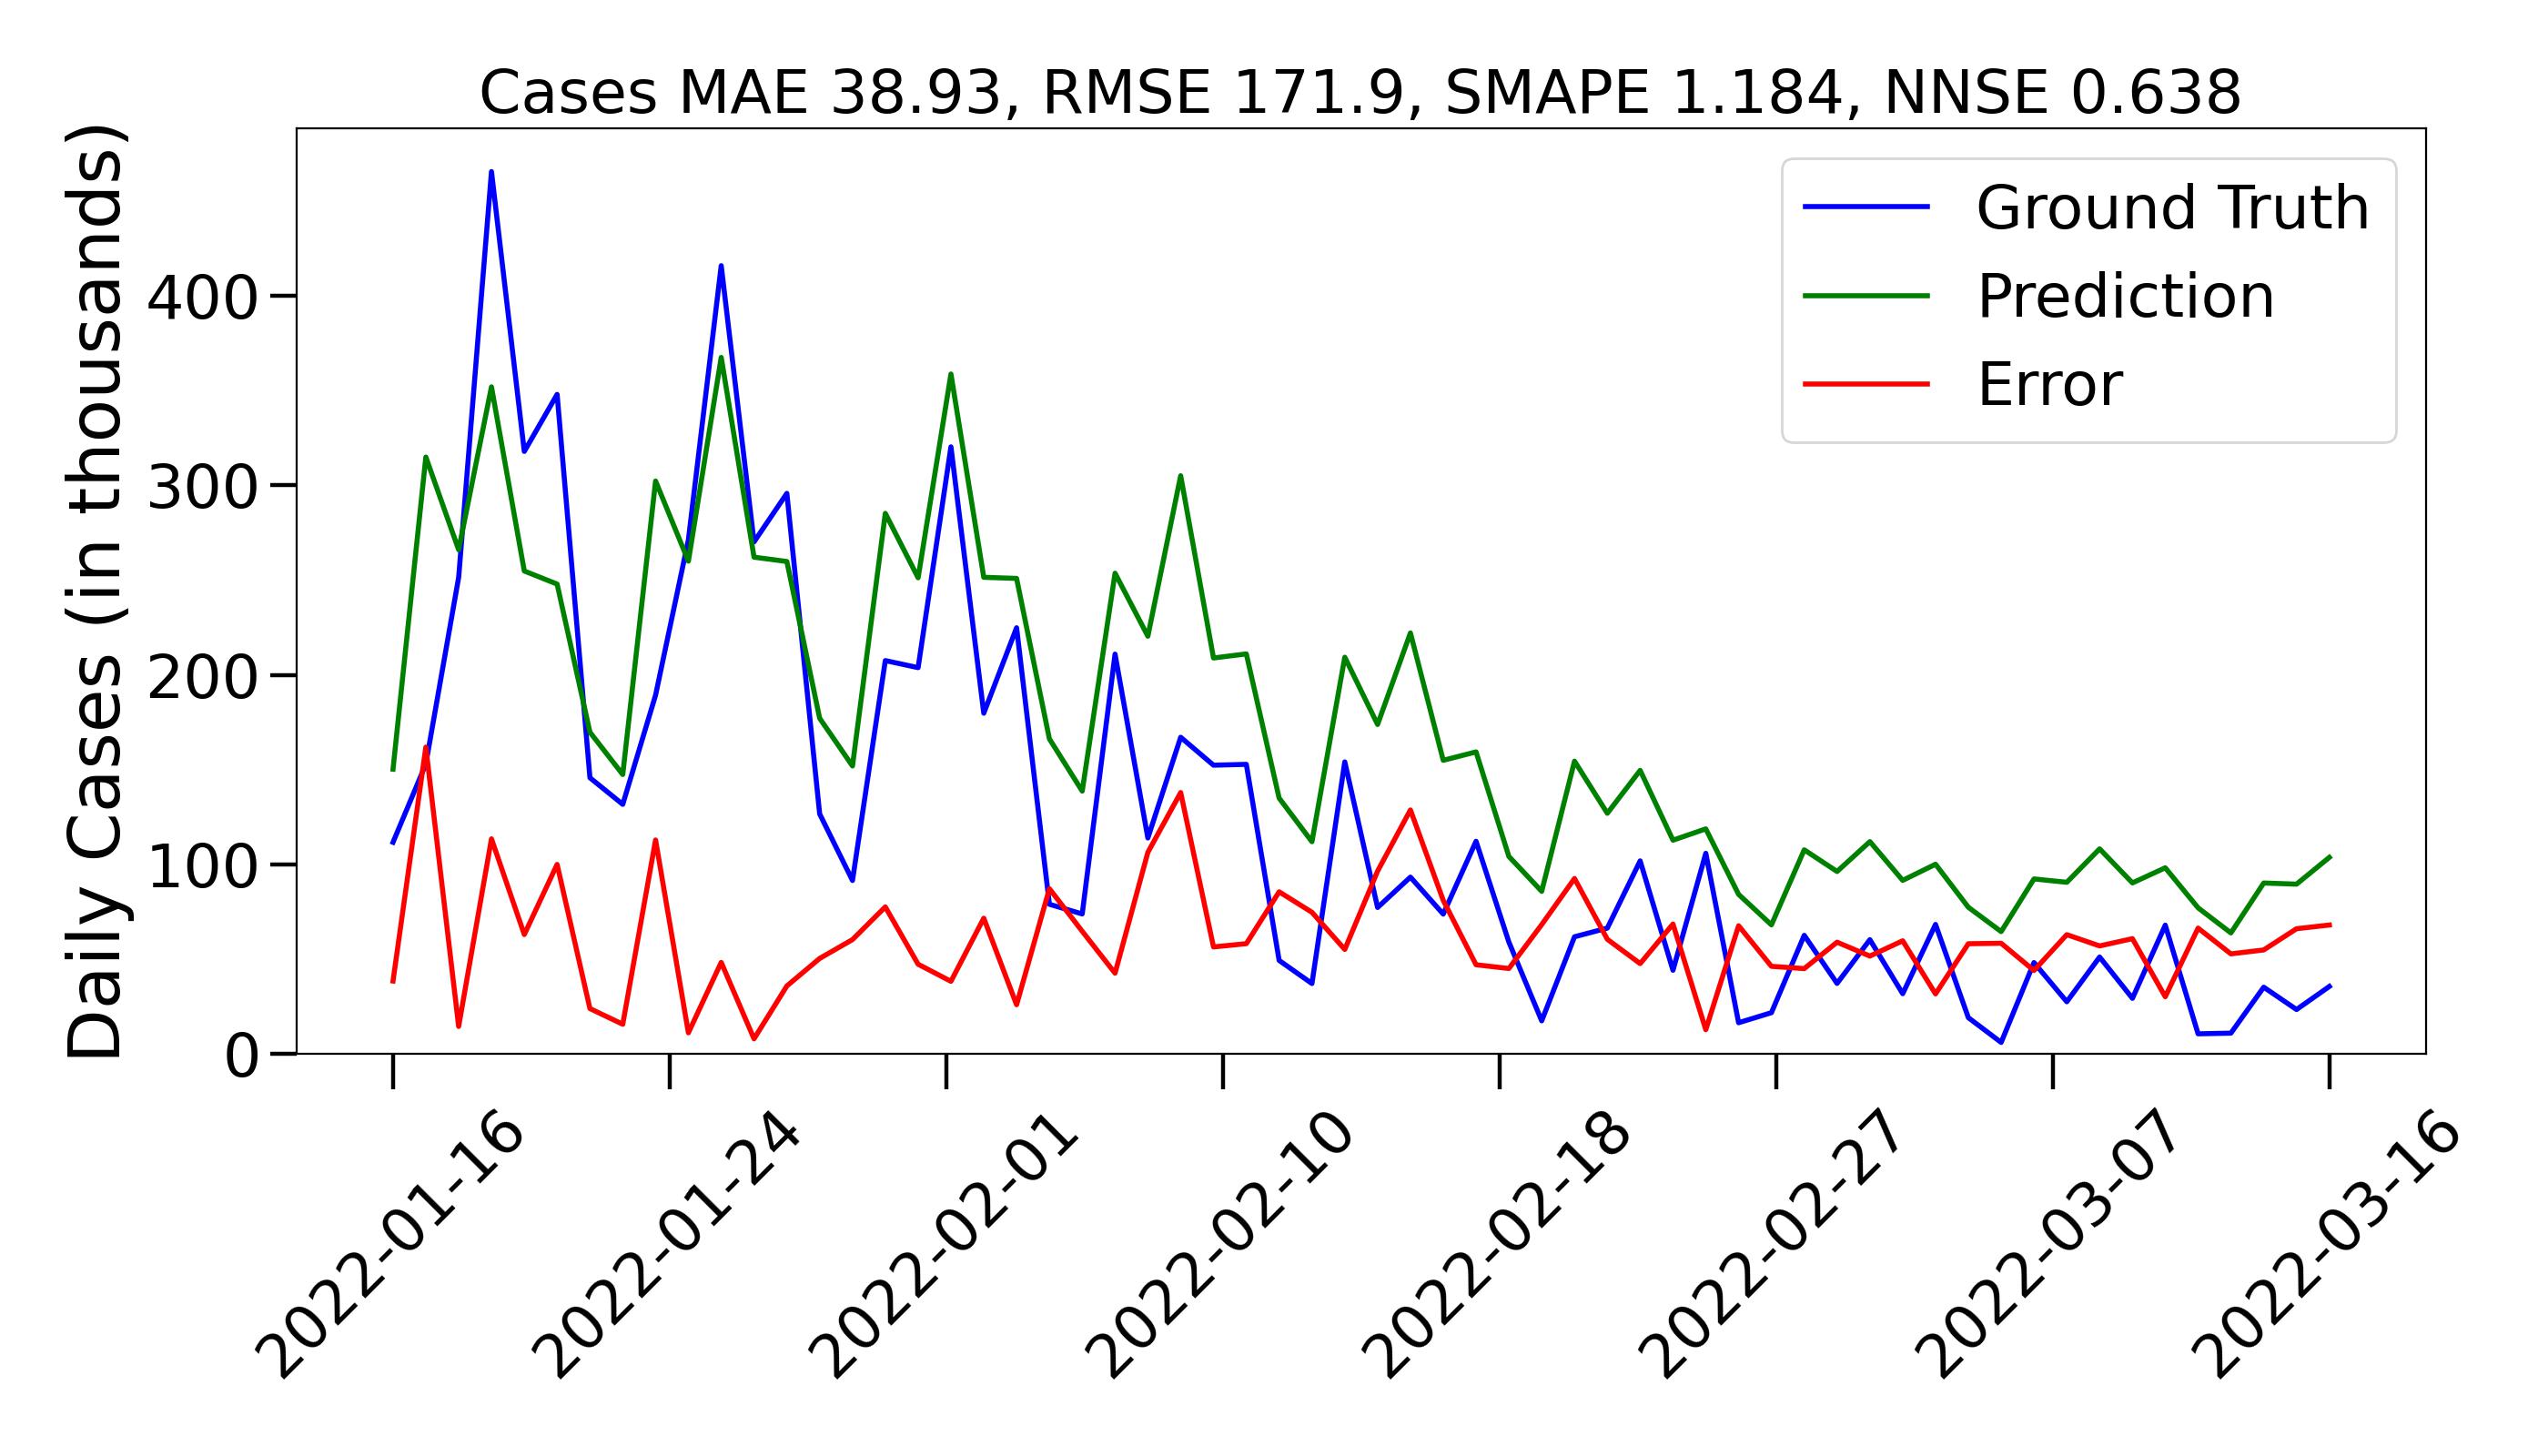 Cases MAE 38.93, RMSE 171.9, SMAPE 1.184, NNSE 0.638
Daily Cases (in thousands)
400
300
200
100
0
Ground Truth
Prediction
Error
2022-01-16
2022-01-24
2022-02-01
2022-02-10
2022-02-18
2022-02-27
2022-03-07
2022-03-16